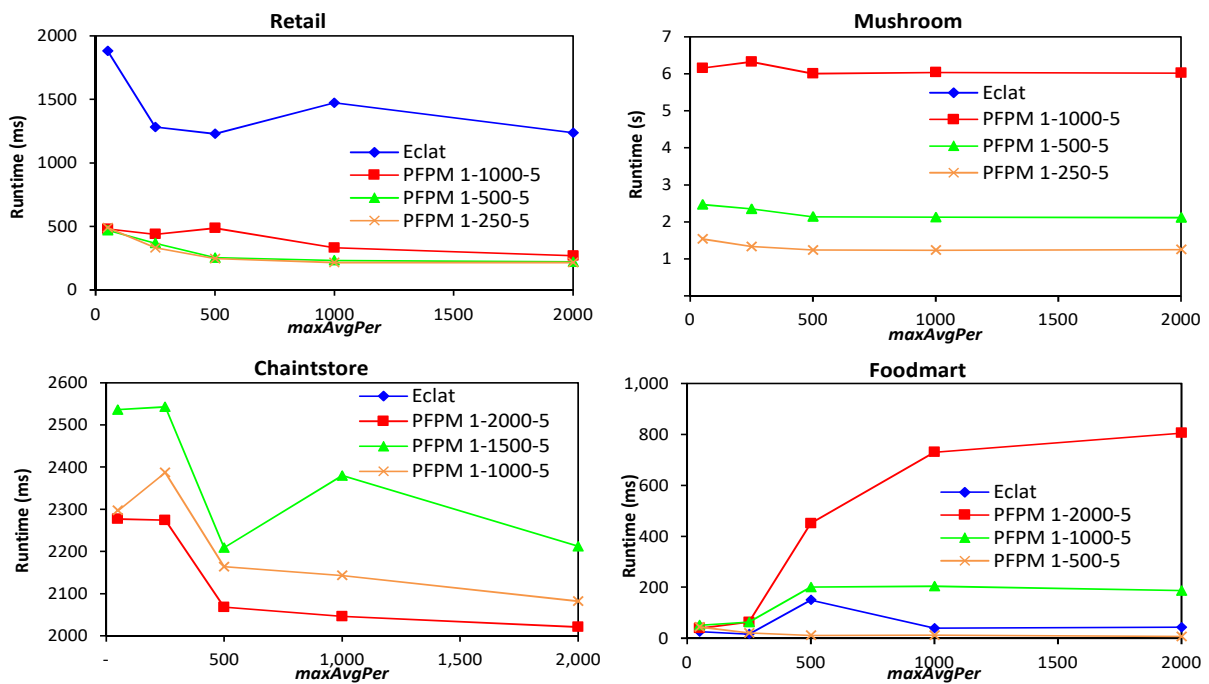 Retail
2000
1500
1000
500
0
Runtime (ms)
Eclat
PFPM 1-1000-5
PFPM 1-500-5
PFPM 1-250-5
0 500 1000 1,500 2000
maxAvgPer
Mushroom
7
6
5
4
3
2
1
Runtime (s)
Eclat
PFPM 1-1000-5
PFPM 1-500-5
PFPM 1-250-5
0 500 1000 1500 2000
maxAvgPer
Chaintstore
2600
2500
2400
2300
2200
2100
2000
Runtime (ms)
Eclat
PFPM 1-2000-5
PFPM 1-1500-5
PFPM 1-1000-5
- 500 1,000 1,500 2,000
maxAvgPer
Foodmart
1,000
800
600
400
200
0
Runtime (ms)
Eclat
PFPM 1-2000-5
PFPM 1-1000-5
PFPM 1-500-5
0 500 1000 1500 2000
maxAvgPer